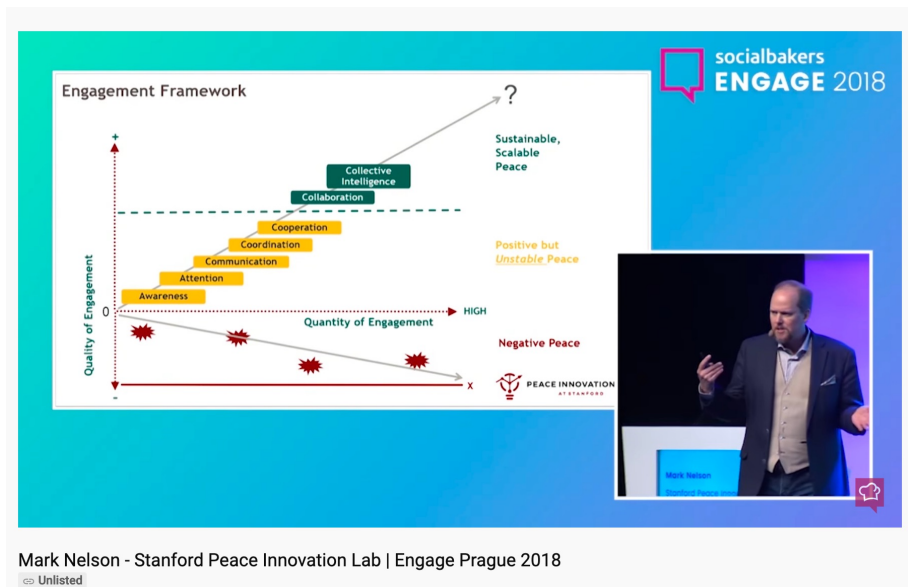 socialbakers
ENGAGE 2018
Engagement Framework
?
+
Sustainable,
Scalable
Peace
Collective
Intelligence
Collaboration
Cooperation
Coordination
Communication
Attention
Awareness
Positive but
Unstable Peace
Quality of Engagement
0
HIGH
Quantity of Engagement
Negative Peace
x
-
PEACE INNOVATION
AT STANFORD
Mark Nelson
Stanford Peace
Mark Nelson - Stanford Peace Innovation Lab | Engage Prague 2018
Unlisted